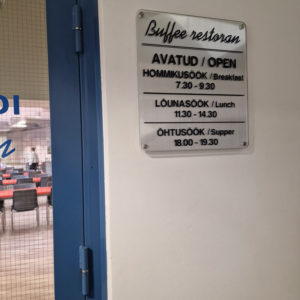 DI
Buffee restoran
AVATUD / OPEN
HOMMIKUSÖÖK / Breakfast
7.30 - 9.30
LÕUNASÖÖK / Lunch
11.30 - 14.30
ÕHTUSÖÖK / Supper
18.00 - 19.30